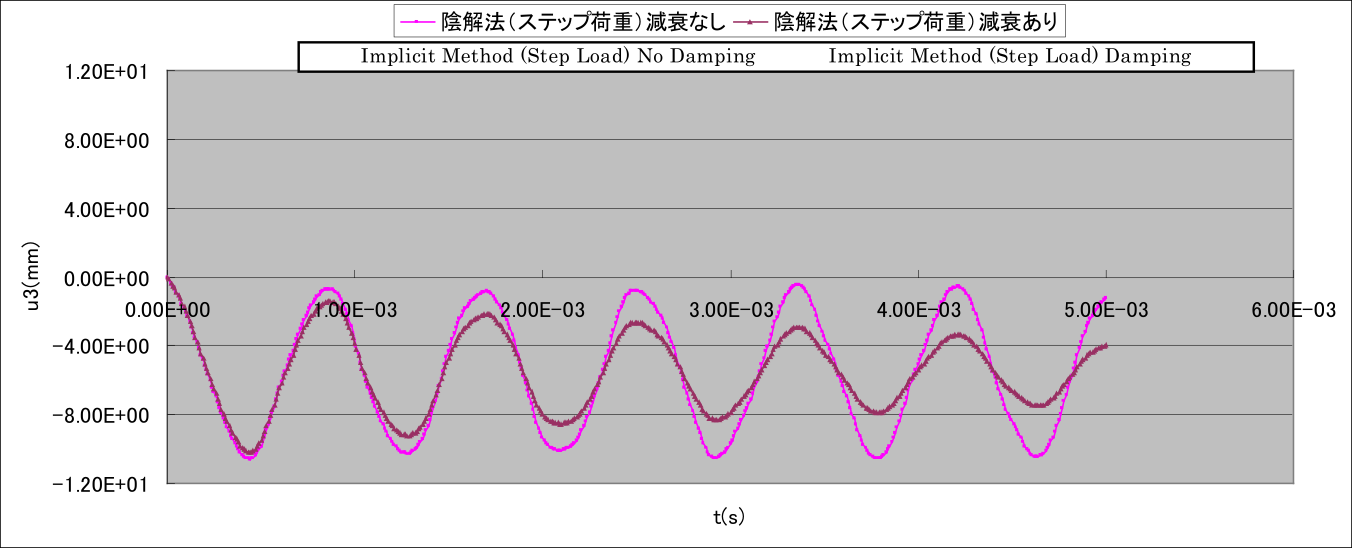 陰解法（ステップ荷重）減衰なし 陰解法（ステップ荷重）減衰あり
Implicit Method (Step Load) No Damping Implicit Method (Step Load) Damping
1.20E+01
8.00E+00
4.00E+00
0.00E+00
0.00E+00 1.00E-03 2.00E-03 3.00E-03 4.00E-03 5.00E-03 6.00E-03
-4.00E+00
-8.00E+00
-1.20E+01
u3(mm)
t(s)